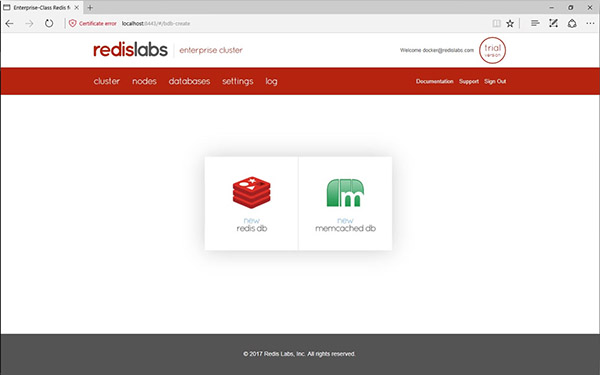 Enterprise-Class Redis f
Certificate error localhost:8443/#/bdb-create
redislabs enterprise cluster
Welcome docker@redislabs.com
trial
version
cluster nodes databases settings log
Documentation Support Sign Out
new
redis db
m
new
memcached db
© 2017 Redis Labs, Inc. All rights reserved.